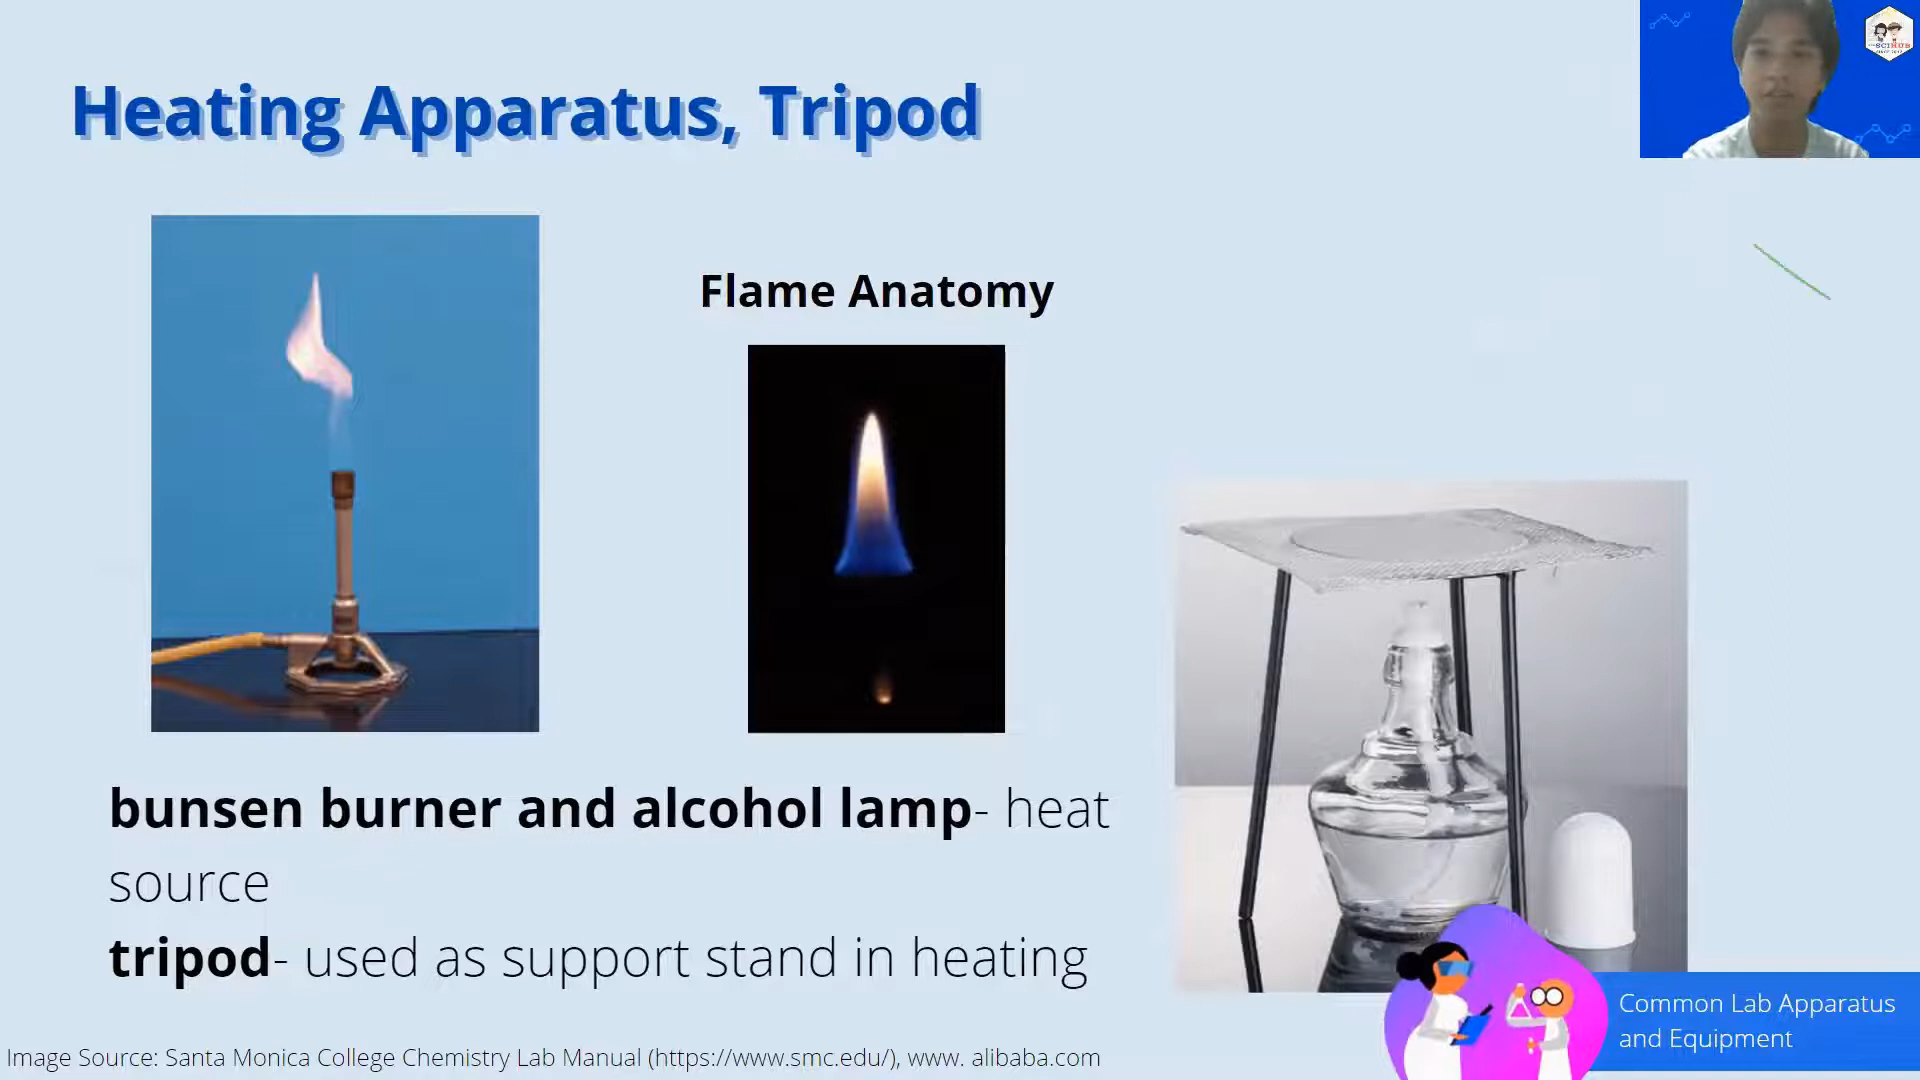 Heating Apparatus, Tripod
SCIHUB
Flame Anatomy
bunsen burner and alcohol lamp- heat
source
tripod- used as support stand in heating
Common Lab Apparatus
and Equipment
Image Source: Santa Monica College Chemistry Lab Manual (https://www.smc.edu/), www. alibaba.com